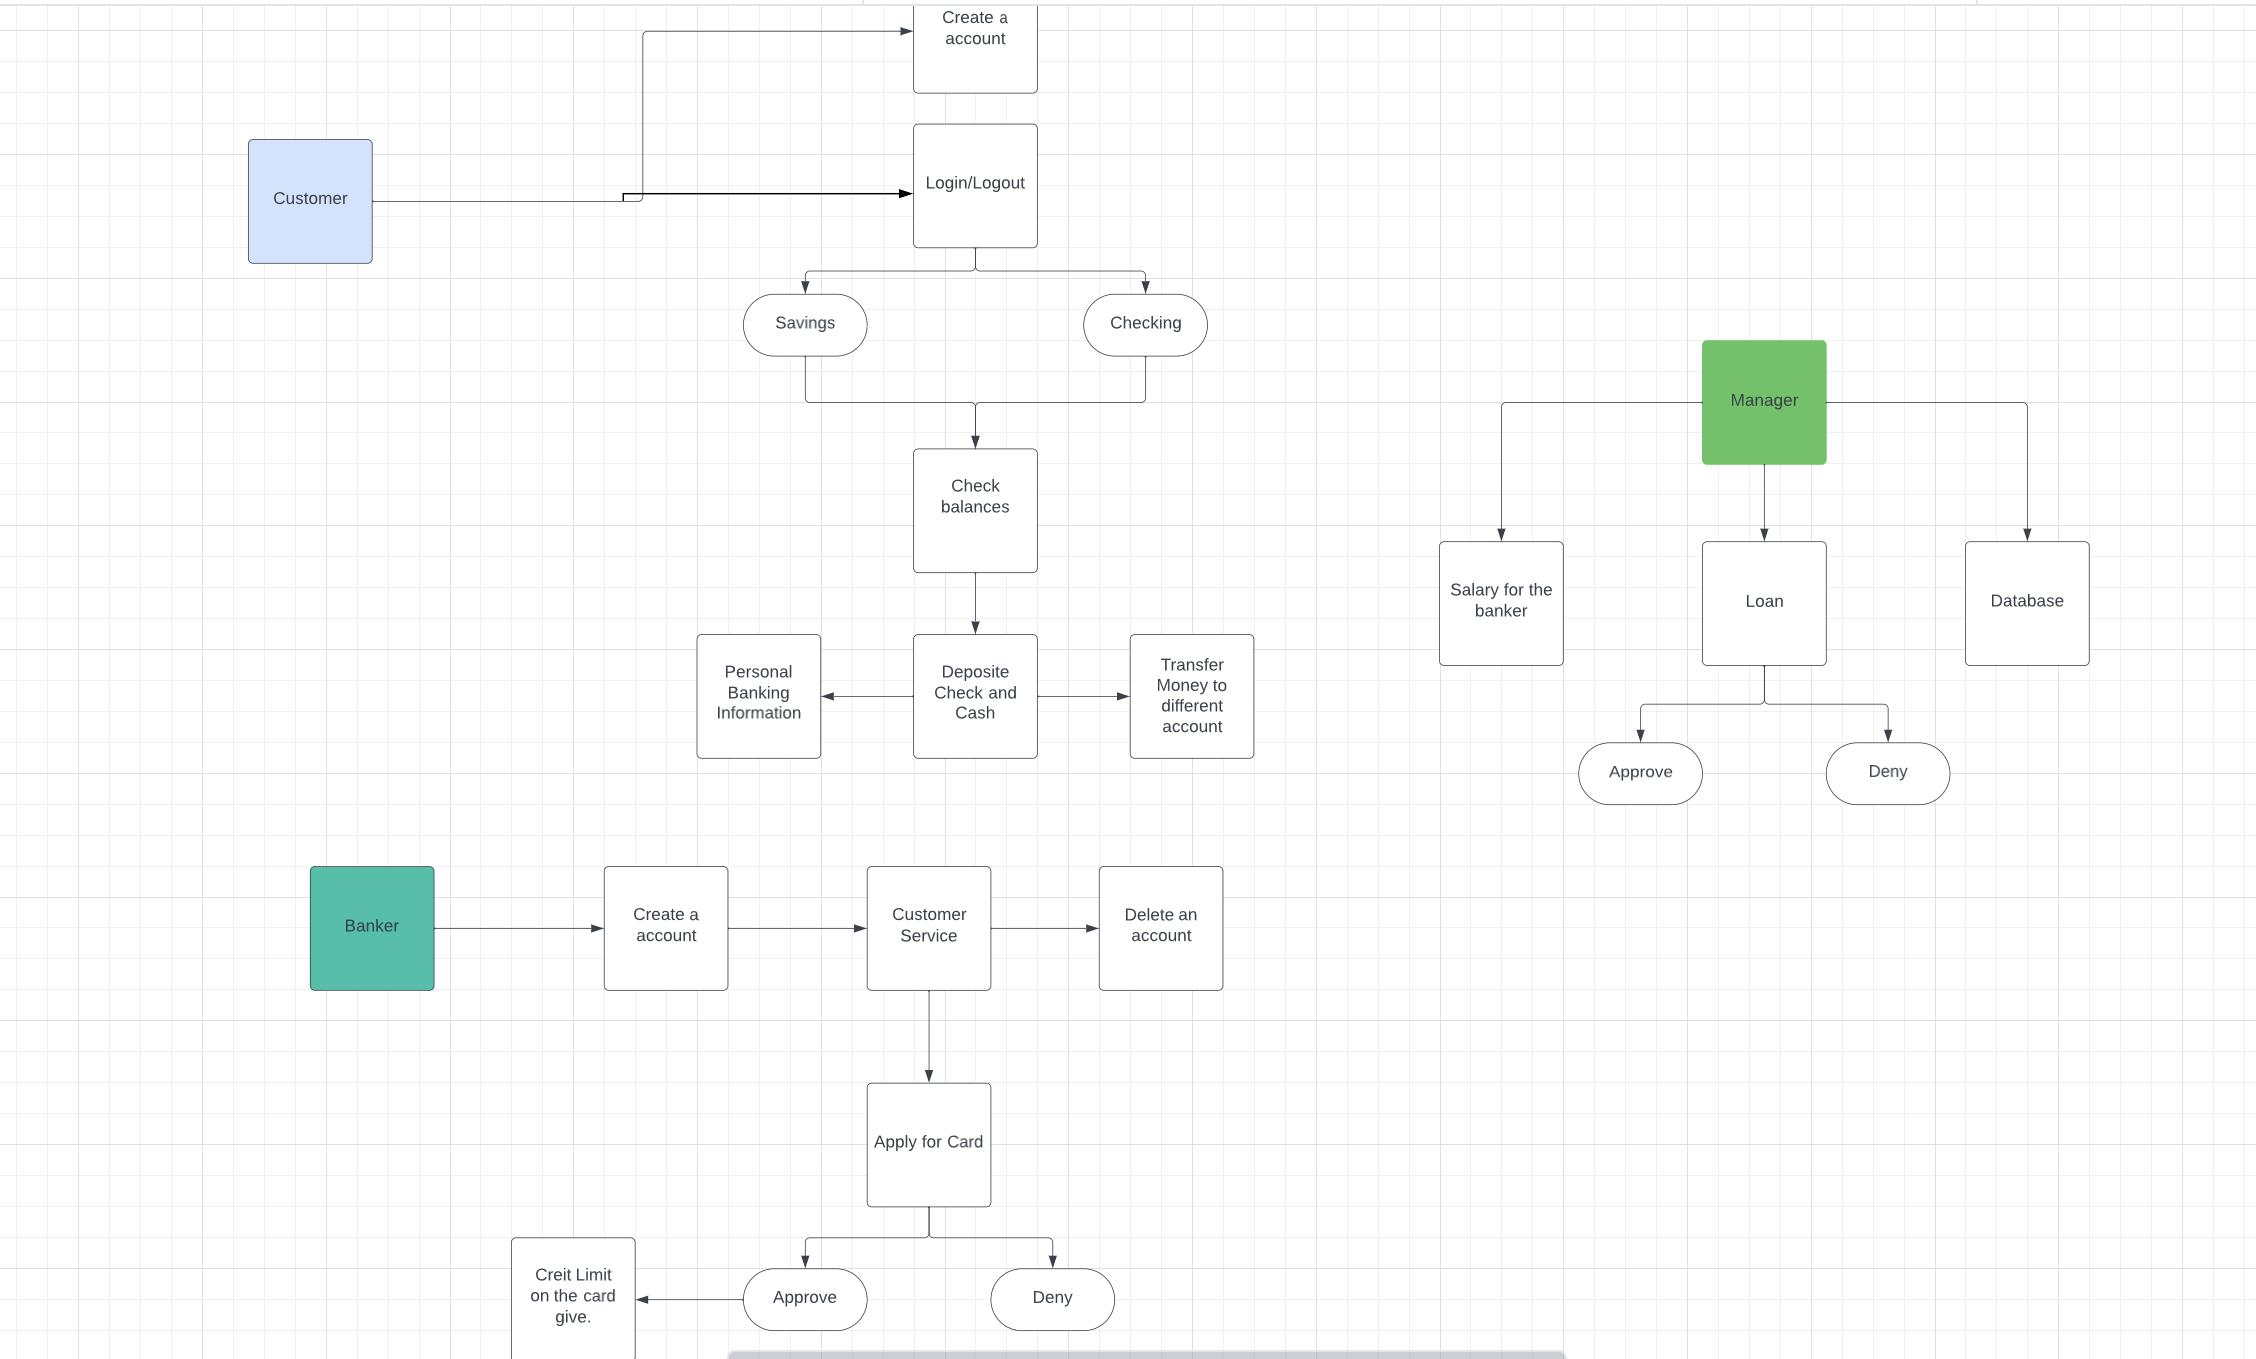 Create a
account
Customer
Login/Logout
Savings
Checking
Manager
Check
balances
Salary for the
banker
Loan
Database
Personal
Banking
Information
Deposite
Check and
Cash
Transfer
Money to
different
account
Approve
Deny
Banker
Create a
account
Customer
Service
Delete an
account
Apply for Card
Creit Limit
on the card
give.
Approve
Deny